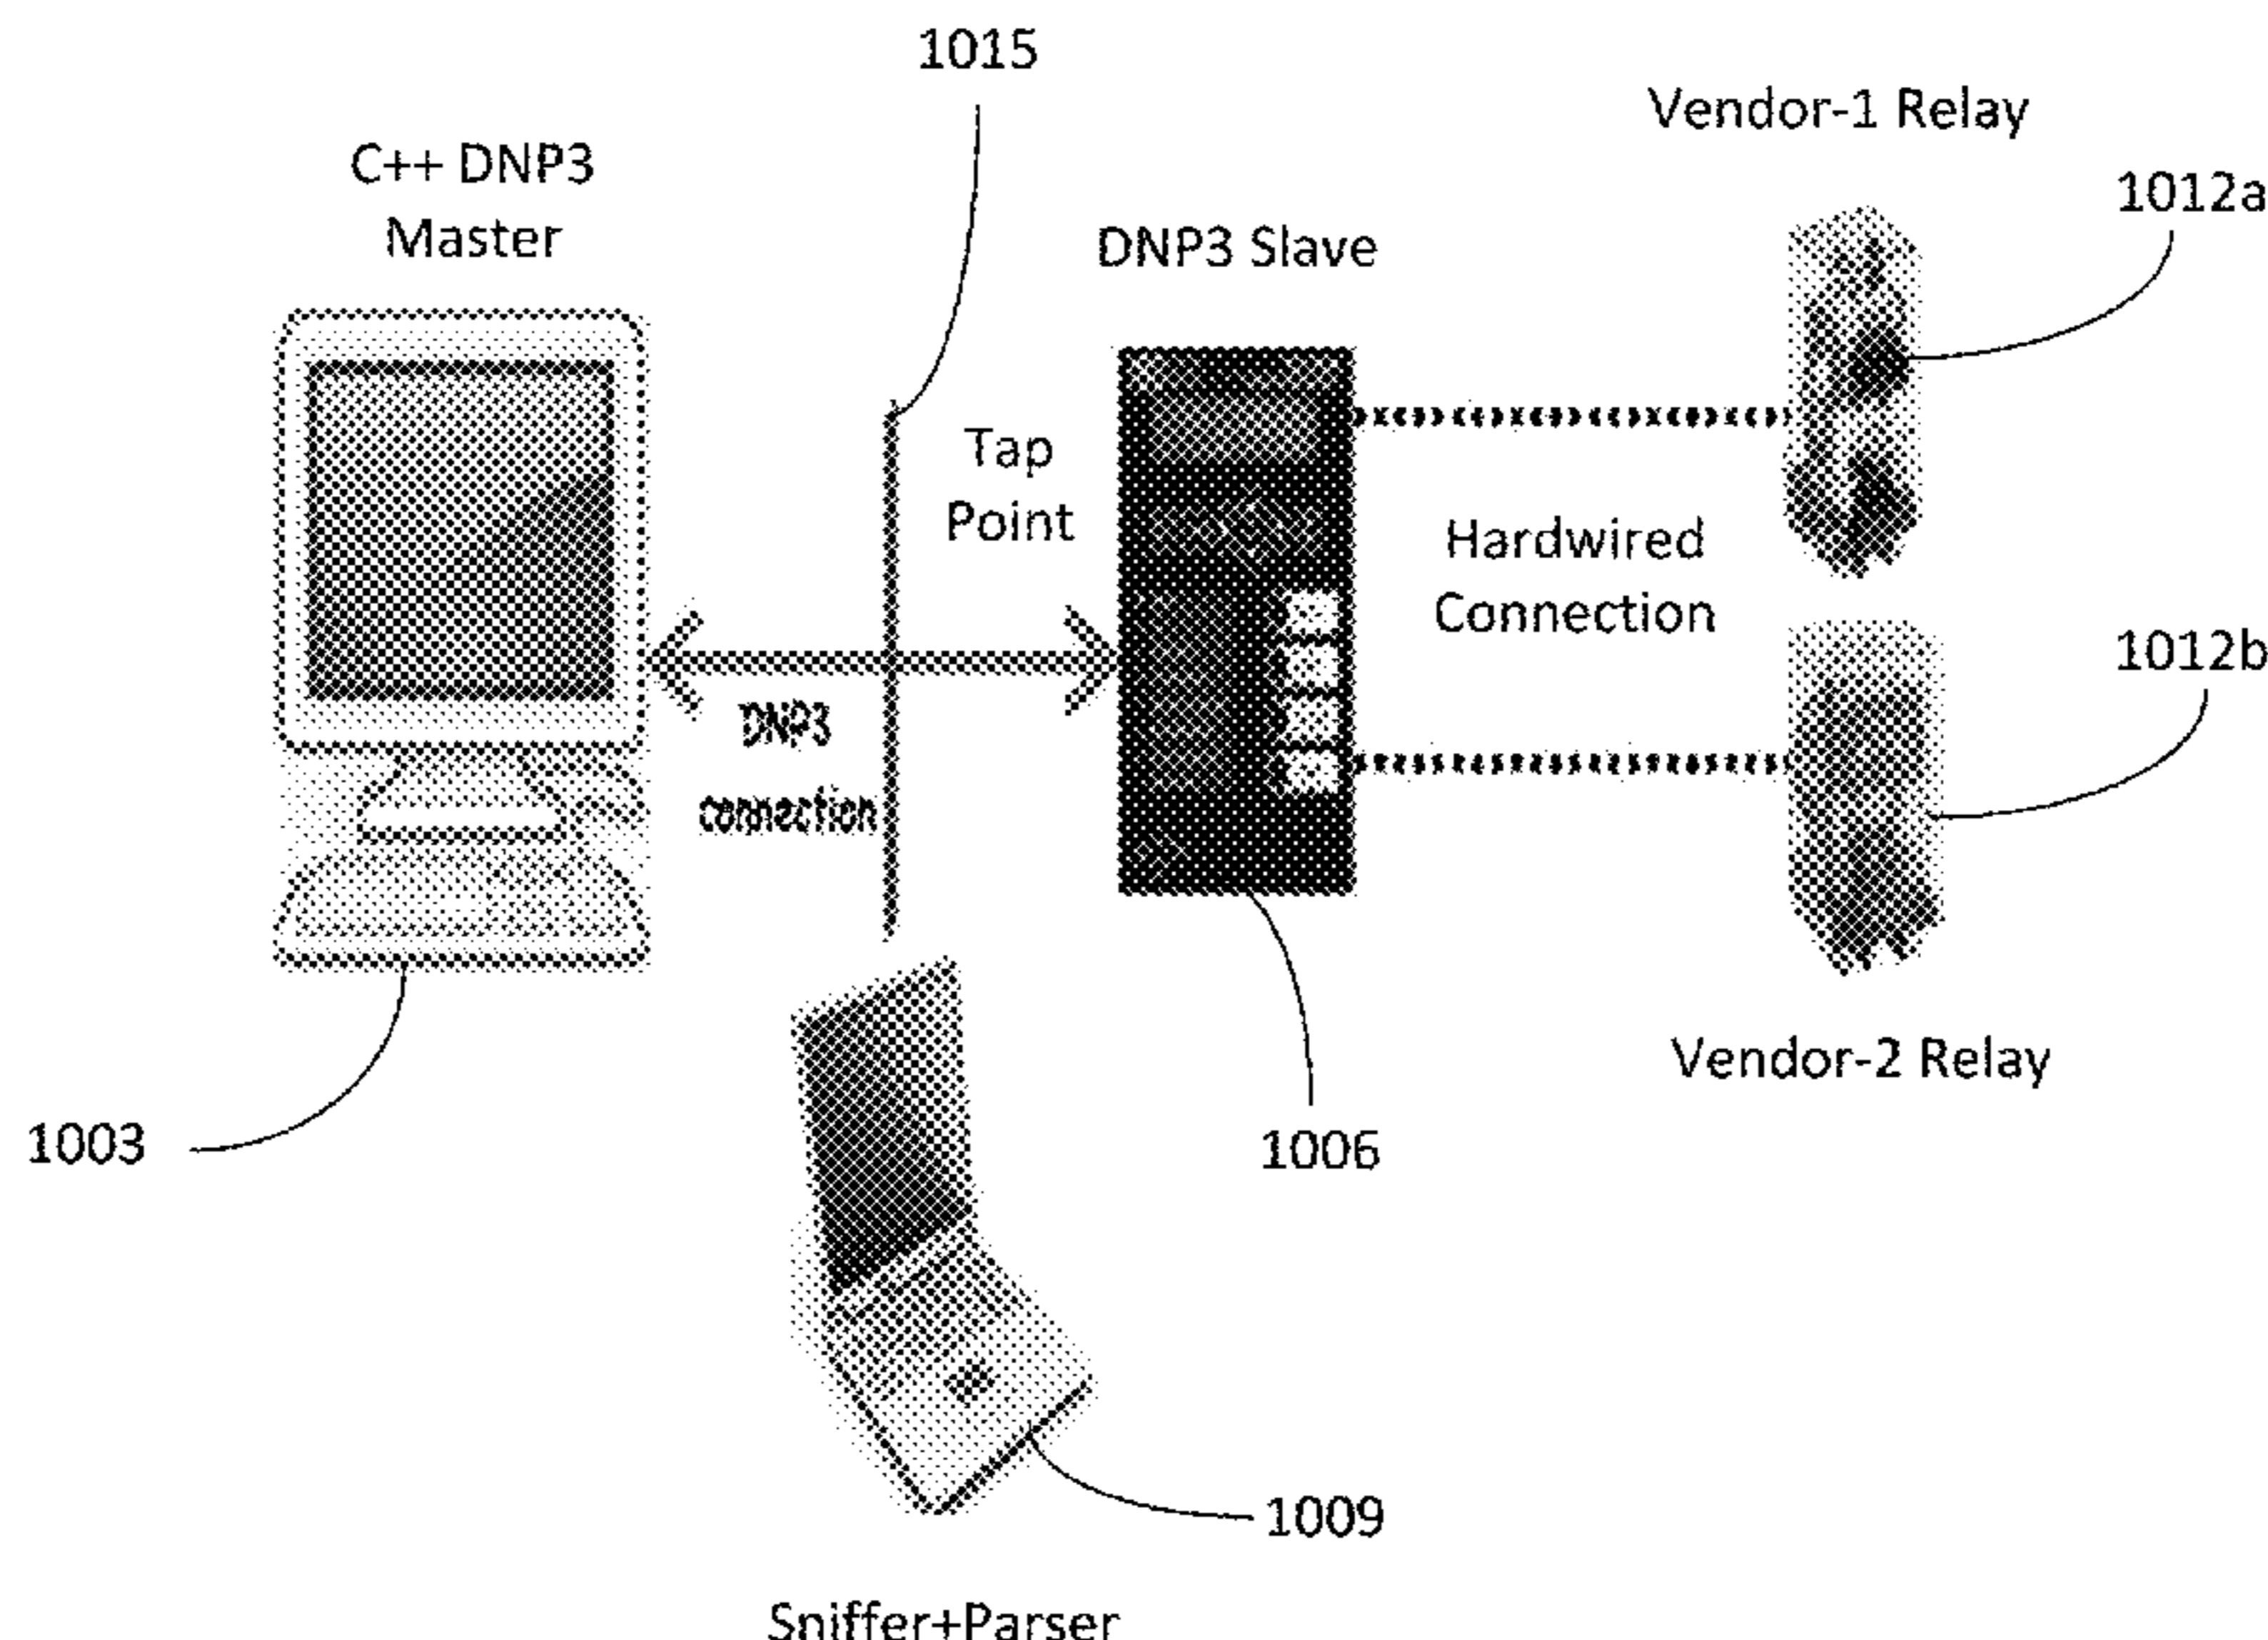 1015
Vendor-1 Relay
C++ DNP3
Master
1012a
DNP3 Slave
Tap
Point
Hardwired
Connection
1012b
DNP3
connection
Vendor-2 Relay
1003
1006
1009
Sniffer+Parser